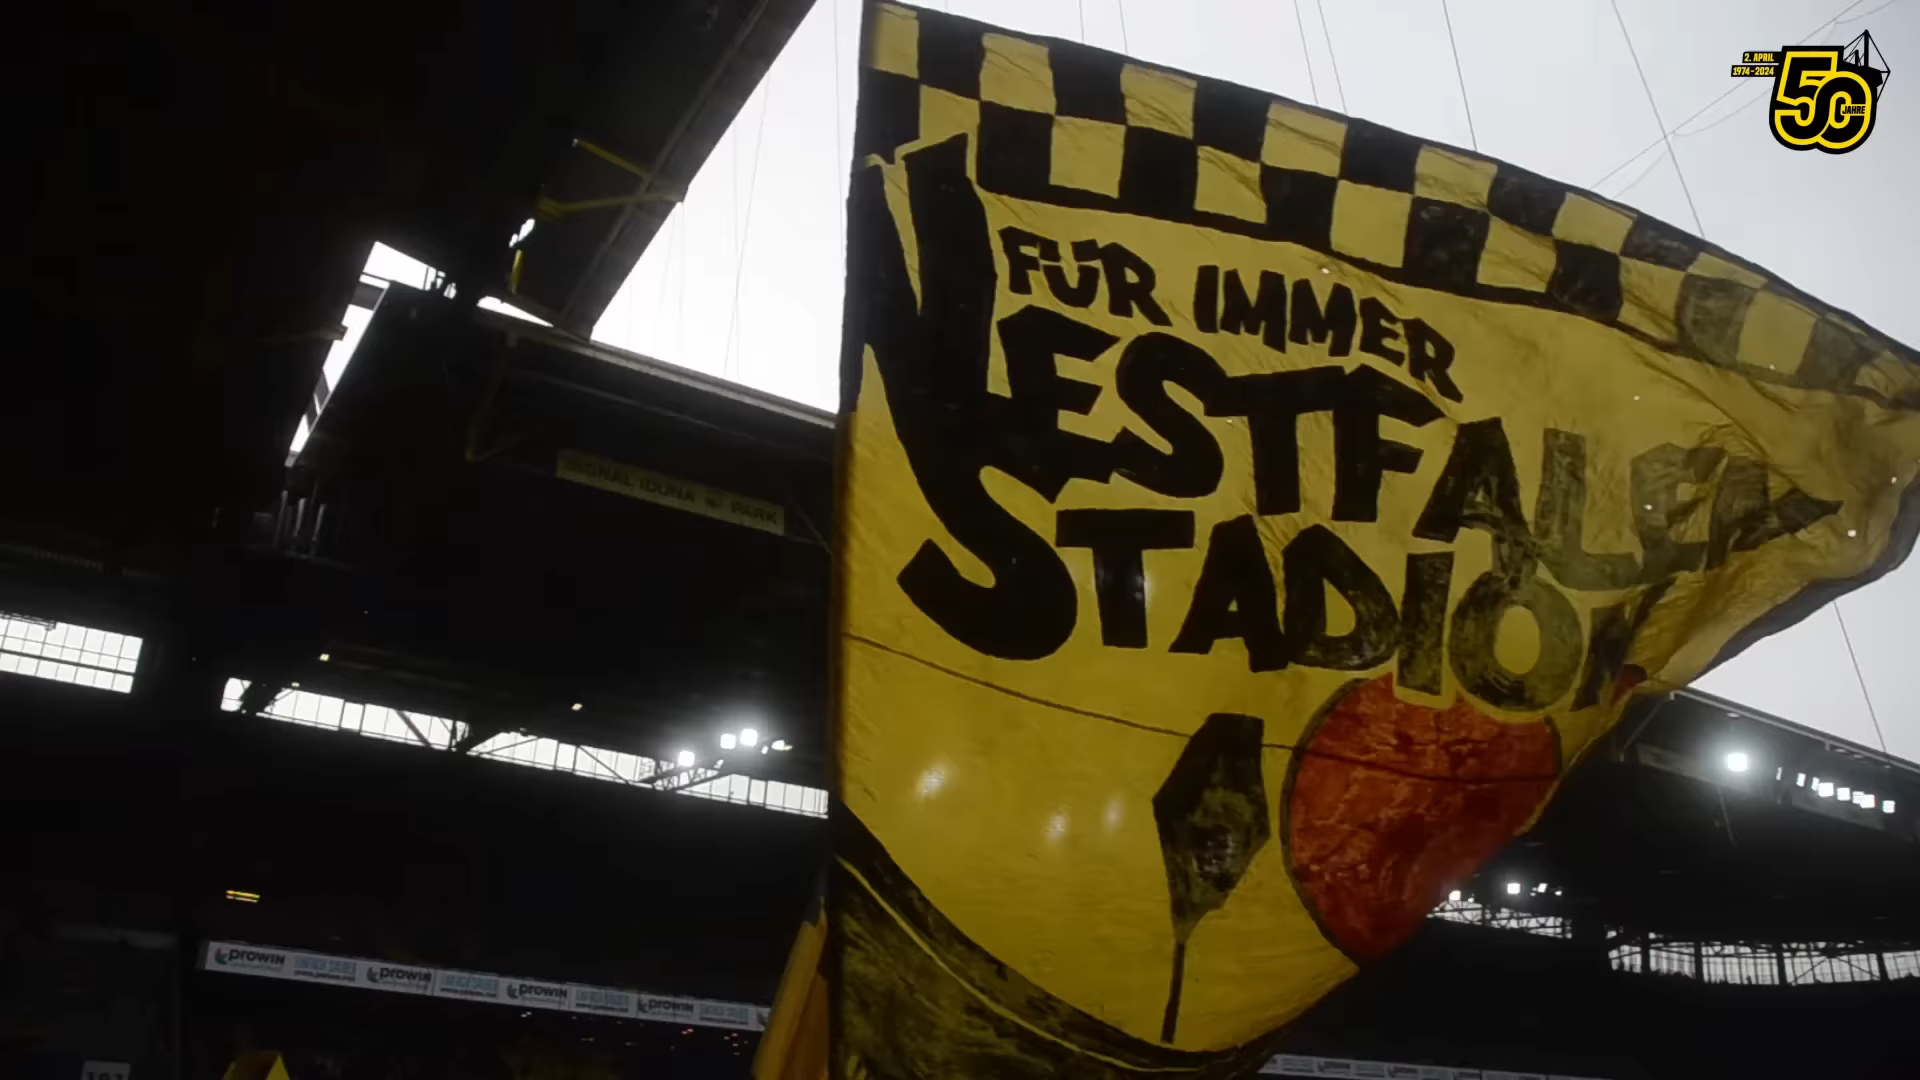 2. APRIL
1974-2024
50
JAHRE
FÜR IMMER
WESTFALEN
STADION
SIGNAL IDUNA PARK
prowin
prowin
prowin
prowin